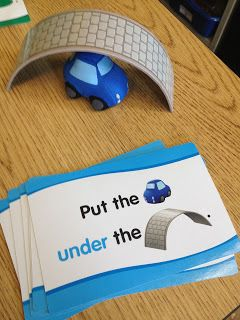 Put the
under the .